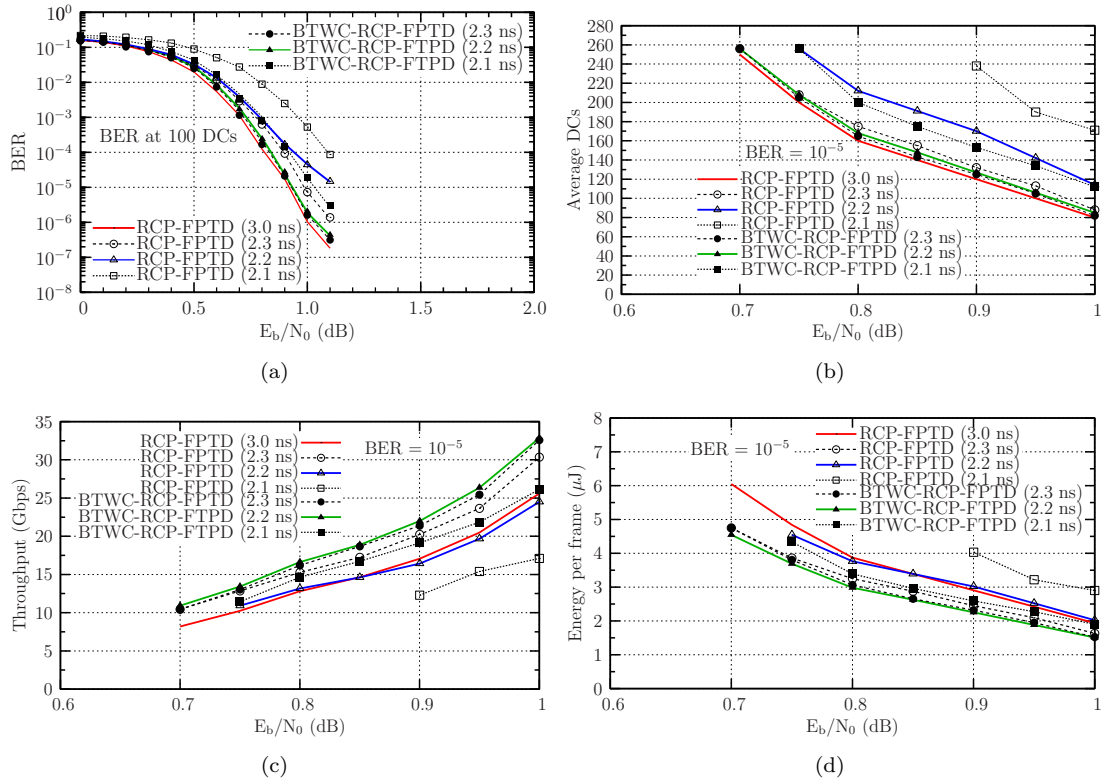 10⁰
10⁻¹
10⁻²
10⁻³
10⁻⁴
10⁻⁵
10⁻⁶
10⁻⁷
10⁻⁸
BER
BTWC-RCP-FPTD (2.3 ns)
BTWC-RCP-FTPD (2.2 ns)
BTWC-RCP-FTPD (2.1 ns)
BER at 100 DCs
RCP-FPTD (3.0 ns)
RCP-FPTD (2.3 ns)
RCP-FPTD (2.2 ns)
RCP-FPTD (2.1 ns)
0.0 0.5 1.0 1.5 2.0
E_b/N_0 (dB)
(a)
260
240
220
200
180
160
140
120
100
80
60
40
20
0
Average DCs
BER = 10⁻⁵
RCP-FPTD (3.0 ns)
RCP-FPTD (2.3 ns)
RCP-FPTD (2.2 ns)
RCP-FPTD (2.1 ns)
BTWC-RCP-FPTD (2.3 ns)
BTWC-RCP-FTPD (2.2 ns)
BTWC-RCP-FTPD (2.1 ns)
0.6 0.7 0.8 0.9 1
E_b/N_0 (dB)
(b)
35
30
25
20
15
10
5
0
Throughput (Gbps)
RCP-FPTD (3.0 ns)
RCP-FPTD (2.3 ns)
RCP-FPTD (2.2 ns)
RCP-FPTD (2.1 ns)
BTWC-RCP-FPTD (2.3 ns)
BTWC-RCP-FTPD (2.2 ns)
BTWC-RCP-FTPD (2.1 ns)
BER = 10⁻⁵
0.6 0.7 0.8 0.9 1
E_b/N_0 (dB)
(c)
8
7
6
5
4
3
2
1
0
Energy per frame (μJ)
BER = 10⁻⁵
RCP-FPTD (3.0 ns)
RCP-FPTD (2.3 ns)
RCP-FPTD (2.2 ns)
RCP-FPTD (2.1 ns)
BTWC-RCP-FPTD (2.3 ns)
BTWC-RCP-FTPD (2.2 ns)
BTWC-RCP-FTPD (2.1 ns)
0.6 0.7 0.8 0.9 1
E_b/N_0 (dB)
(d)